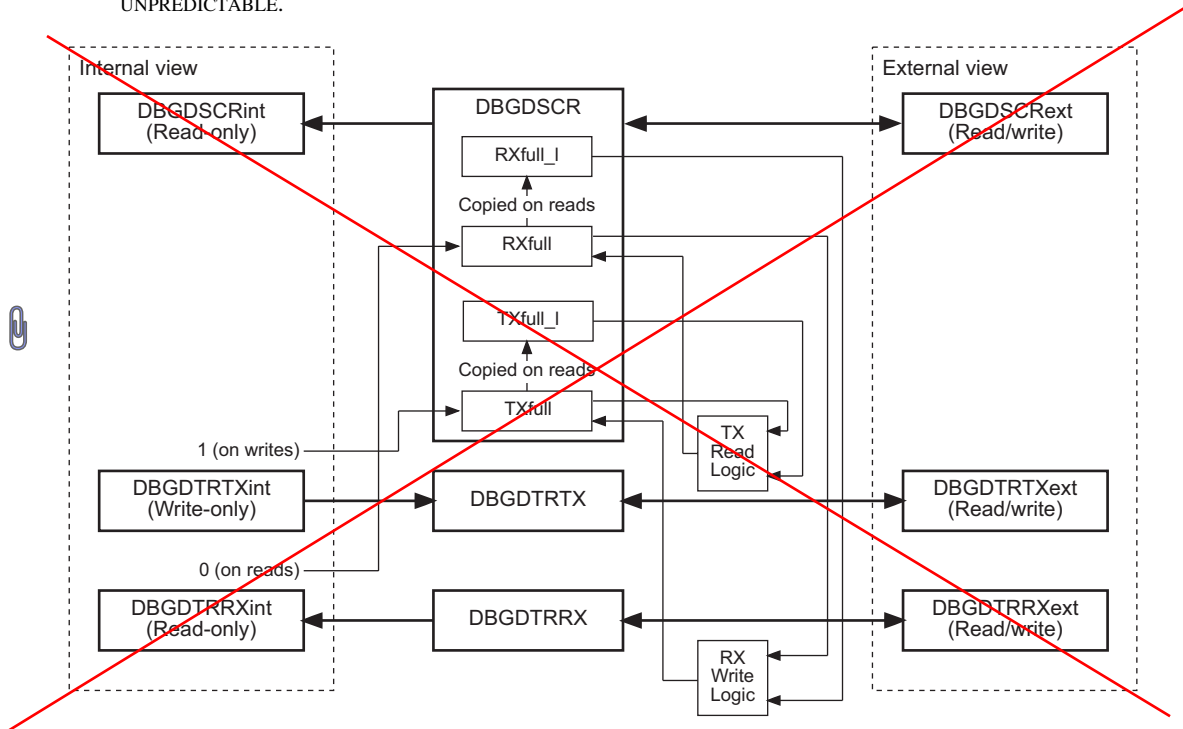 UNPREDICTABLE.
Internal view
External view
DBGDSCRint
(Read-only)
DBGDSCR
DBGDSCRext
(Read/write)
RXfull_l
Copied on reads
RXfull
TXfull_l
Copied on reads
TXfull
1 (on writes)
TX
Read
Logic
DBGDTRTXint
(Write-only)
DBGDTRTX
DBGDTRTXext
(Read/write)
0 (on reads)
DBGDTRRXint
(Read-only)
DBGDTRRX
DBGDTRRXext
(Read/write)
RX
Write
Logic